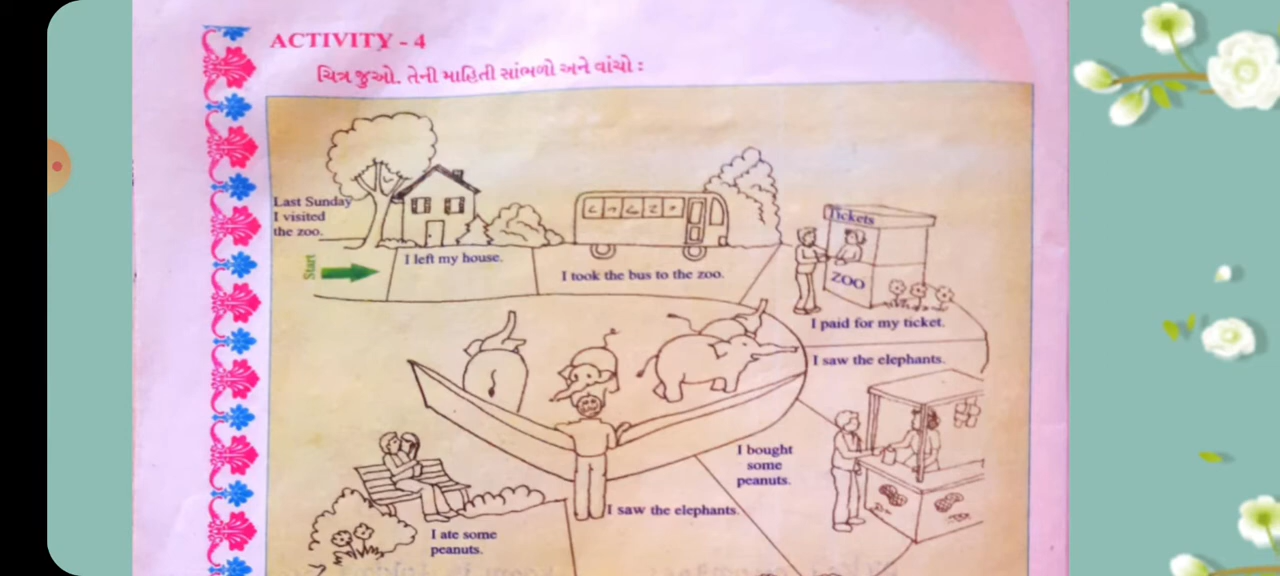 ACTIVITY - 4
ચિત્ર જુઓ. તેની માહિતી સાંભળો અને વાંચો :
Last Sunday
I visited
the zoo.
Start
I left my house.
I took the bus to the zoo.
Tickets
ZOO
I paid for my ticket.
I saw the elephants.
I bought
some
peanuts.
I saw the elephants.
I ate some
peanuts.